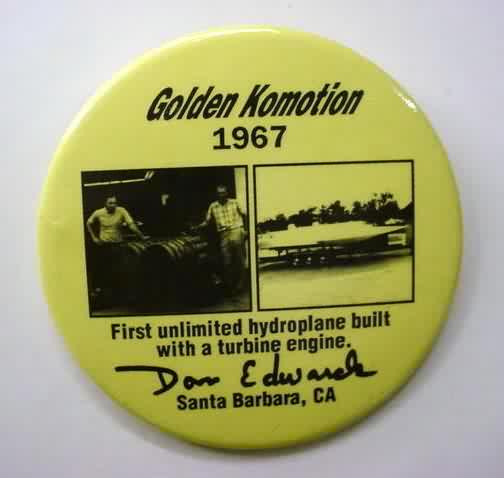 Golden Komotion
1967
First unlimited hydroplane built
with a turbine engine.
Don Edwards
Santa Barbara, CA